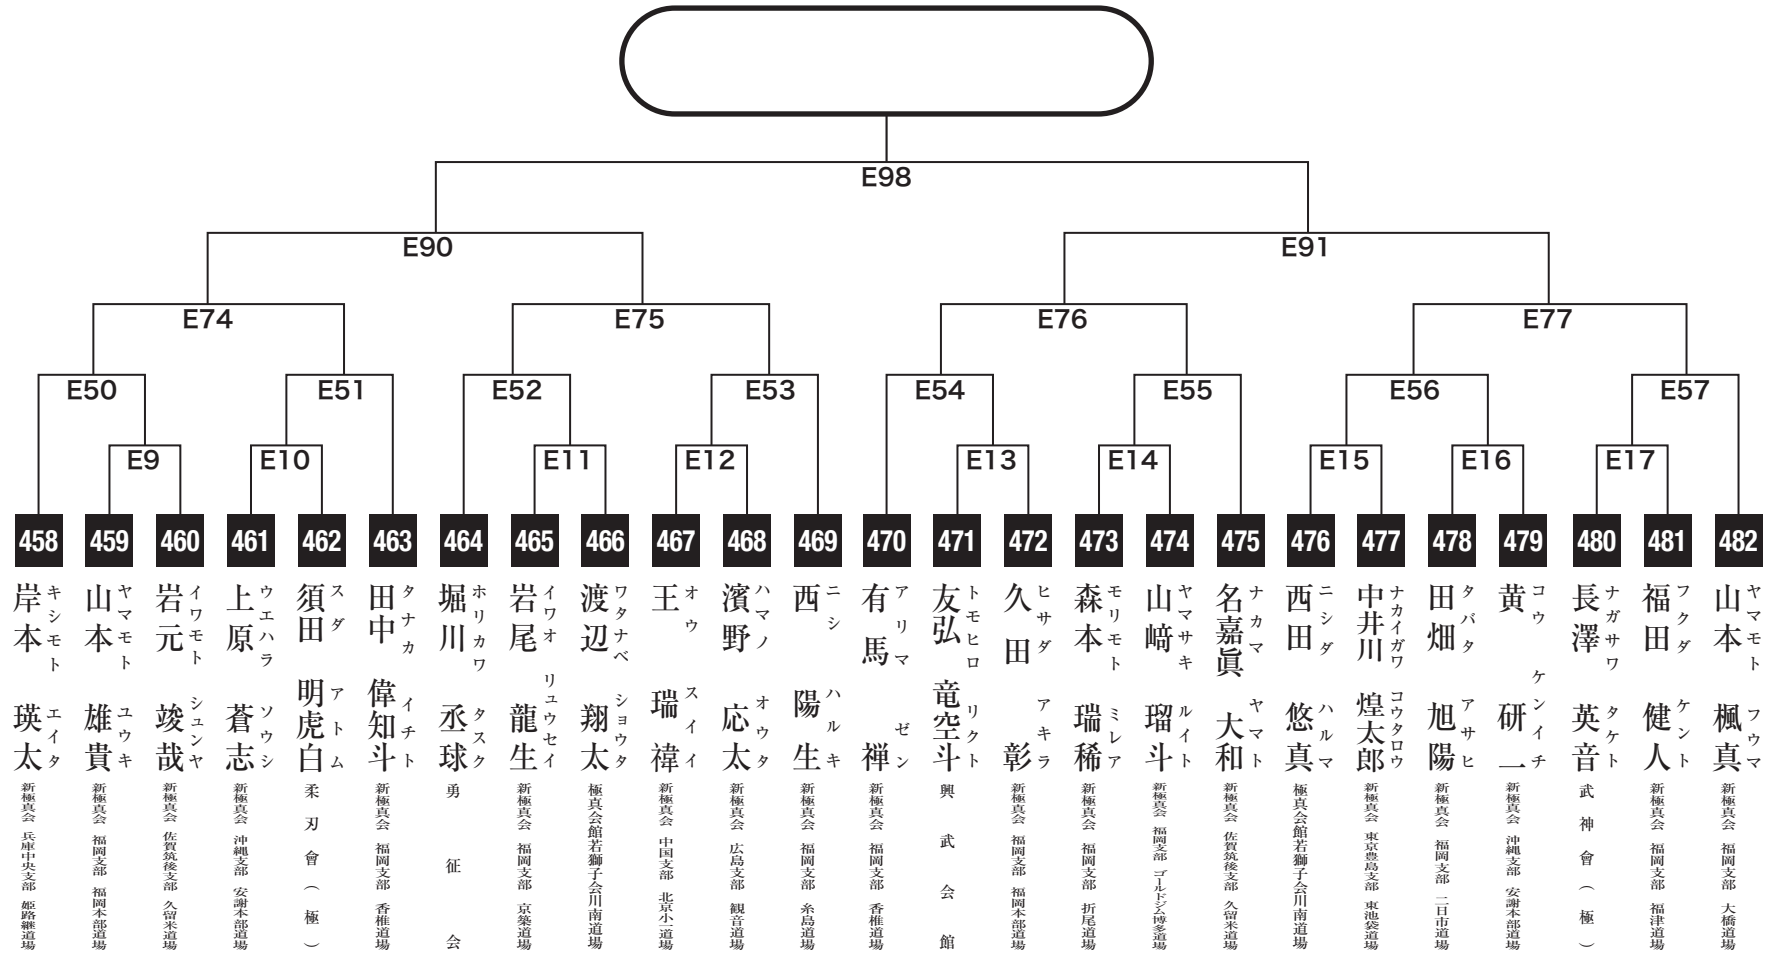 E98
E90
E91
E74
E75
E76
E77
E50
E51
E52
E53
E54
E55
E56
E57
E9
E10
E11
E12
E13
E14
E15
E16
E17
458
459
460
461
462
463
464
465
466
467
468
469
470
471
472
473
474
475
476
477
478
479
480
481
482
岸本 瑛太
キシモト エイタ
新極真会 兵庫中央支部 姫路継道場
山本 雄貴
ヤマモト ユウキ
新極真会 福岡支部 福岡本部道場
岩元 竣哉
イワモト シュンヤ
新極真会 佐賀筑後支部 久留米道場
上原 蒼志
ウエハラ ソウシ
新極真会 沖縄支部 安謝本部道場
須田 明虎白
スダ アトム
柔刃會(極)
田中 偉知斗
タナカ イチト
新極真会 福岡支部 香椎道場
堀川 丞球
ホリカワ タスク
勇征会
岩尾 龍生
イワオ リュウセイ
新極真会 福岡支部 京築道場
渡辺 翔太
ワタナベ ショウタ
極真会館若獅子会川南道場
王 瑞禕
オウ スイイ
新極真会 中国支部 北京小二道場
濱野 応太
ハマノ オウタ
新極真会 広島支部 観音道場
西 陽生
ニシ ハルキ
新極真会 福岡支部 糸島道場
有馬 禅
アリマ ゼン
新極真会 福岡支部 香椎道場
友弘 竜空斗
トモヒロ リクト
興武会館
久田 彰
ヒサダ アキラ
新極真会 福岡支部 福岡本部道場
森本 瑞稀
モリモト ミレア
新極真会 福岡支部 折尾道場
山﨑 瑠斗
ヤマサキ ルイト
新極真会 福岡支部 ゴールドジム博多道場
名嘉眞 大和
ナカマ ヤマト
新極真会 佐賀筑後支部 久留米道場
西田 悠真
ニシダ ハルマ
極真会館若獅子会川南道場
中井川 煌太郎
ナカイガワ コウタロウ
新極真会 東京豊島支部 東池袋道場
田畑 旭陽
タバタ アサヒ
新極真会 福岡支部 二日市道場
黄 研一
コウ ケンイチ
新極真会 沖縄支部 安謝本部道場
長澤 英音
ナガサワ タケト
武神會(極)
福田 健人
フクダ ケント
新極真会 福岡支部 福津道場
山本 楓真
ヤマモト フウマ
新極真会 福岡支部 大橋道場